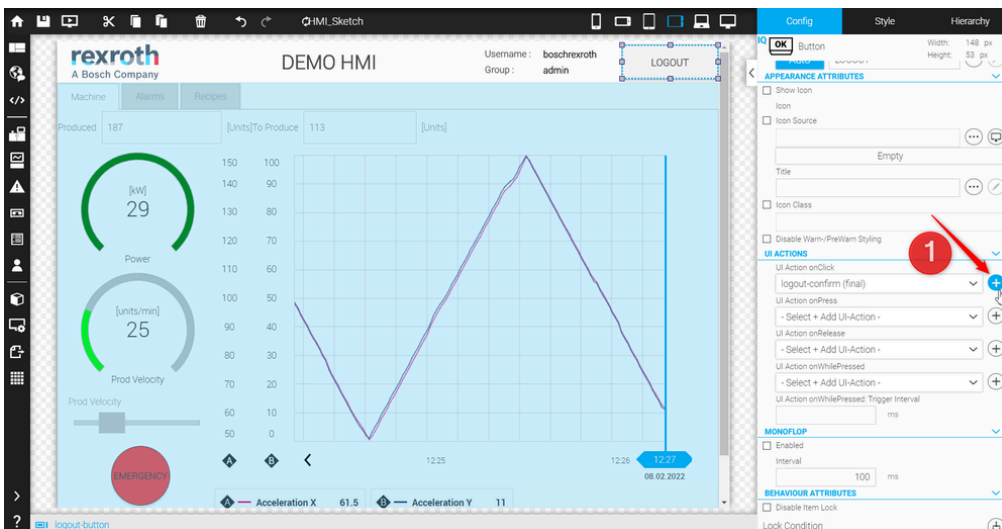 HMI_Sketch
Config Style Hierarchy
rexroth
A Bosch Company
DEMO HMI
Username : boschrexroth
Group : admin
LOGOUT
Machine Alarms Recipes
Produced 187 [Units]To Produce 113 [Units]
[kW]
29
Power
[units/min]
25
Prod Velocity
Prod Velocity
EMERGENCY
150 100
140 90
130 80
120 70
110 60
100 50
90 40
80 30
70 20
60 10
50 0
A B 12:25 12:26 12:27
08.02.2022
A Acceleration X 61.5 B Acceleration Y 11
logout-button
IQ OK Button
Width: 148 px
Height: 53 px
Auto LOGOUT
APPEARANCE ATTRIBUTES
Show Icon
Icon
Icon Source
Empty
Title
Icon Class
Disable Warn-/PreWarn Styling
1
UI ACTIONS
UI Action onClick
logout-confirm (final)
UI Action onPress
- Select + Add UI-Action -
UI Action onRelease
- Select + Add UI-Action -
UI Action onWhilePressed
- Select + Add UI-Action -
UI Action onWhilePressed: Trigger Interval
ms
MONOFLOP
Enabled
Interval
100 ms
BEHAVIOUR ATTRIBUTES
Disable Item Lock
Lock Condition